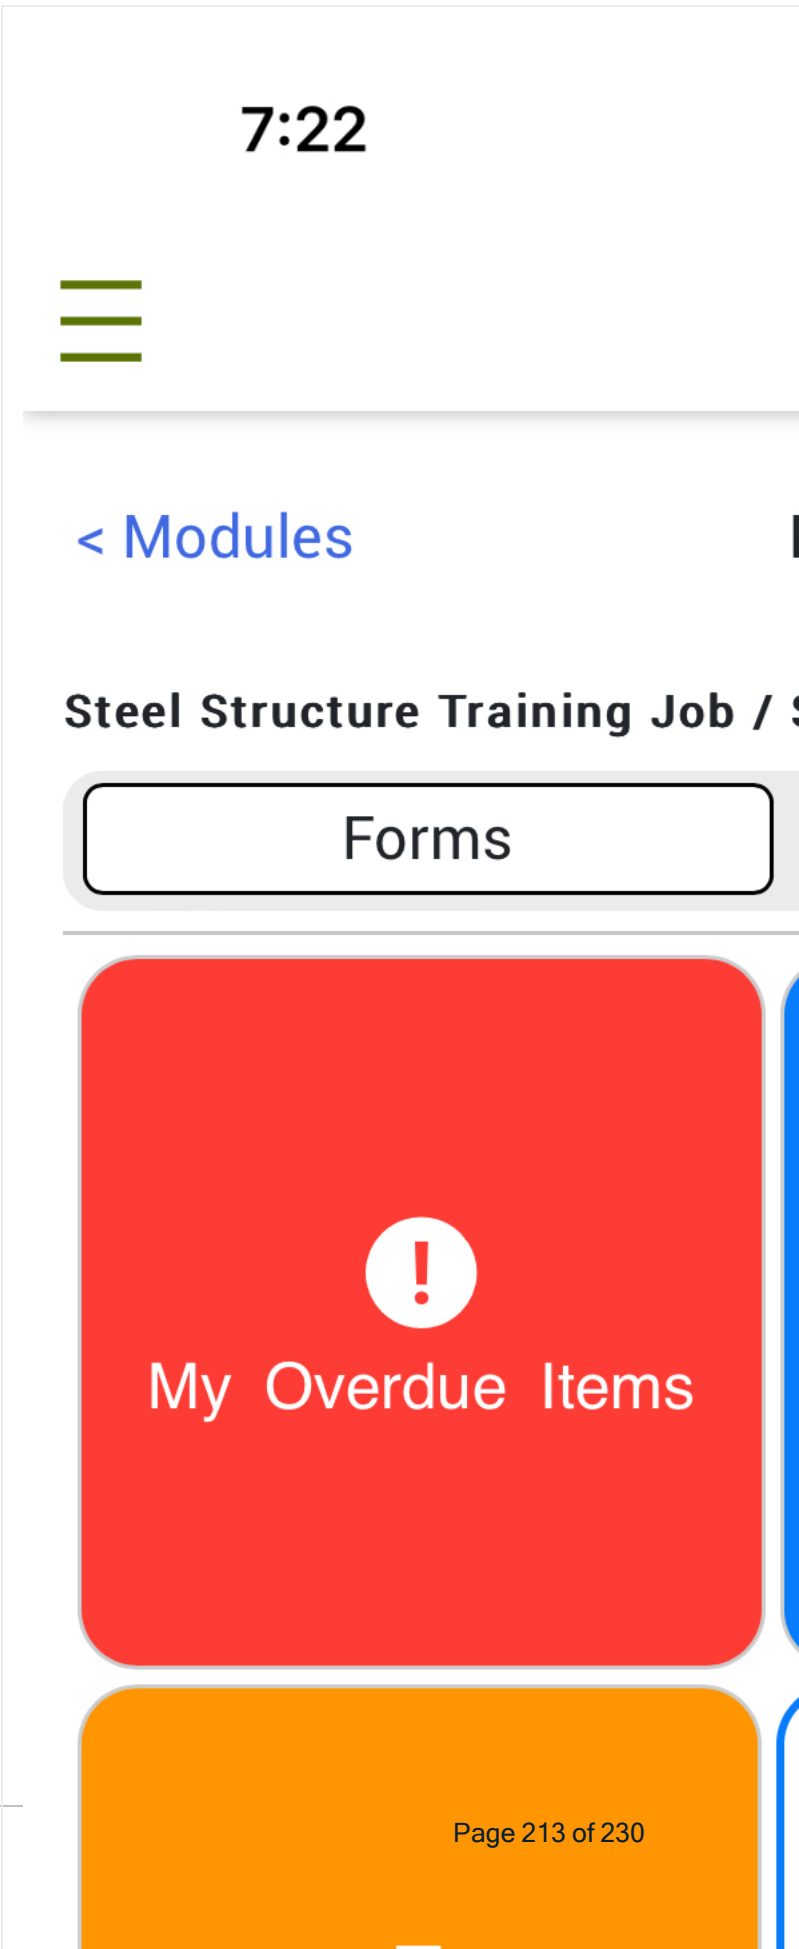 7:22
< Modules
Steel Structure Training Job /
Forms
!
My Overdue Items
Page 213 of 230